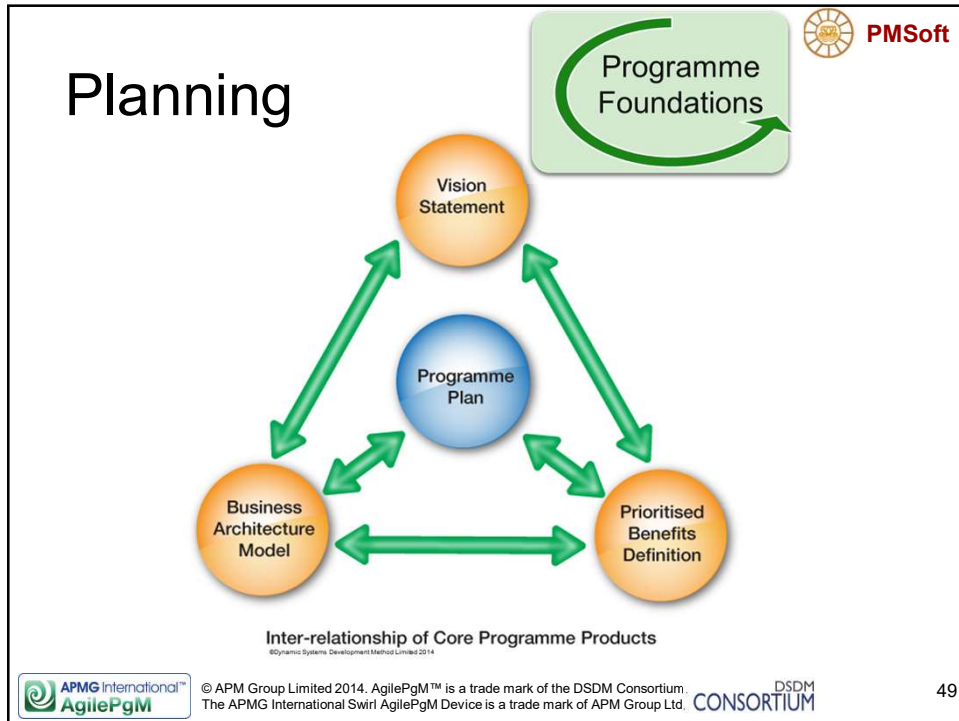 PMSoft
Planning
Programme
Foundations
Vision
Statement
Programme
Plan
Business
Architecture
Model
Prioritised
Benefits
Definition
Inter-relationship of Core Programme Products
©Dynamic Systems Development Method Limited 2014
APMG International™
AgilePgM
© APM Group Limited 2014. AgilePgM™ is a trade mark of the DSDM Consortium.
The APMG International Swirl AgilePgM Device is a trade mark of APM Group Ltd.
DSDM
CONSORTIUM
49